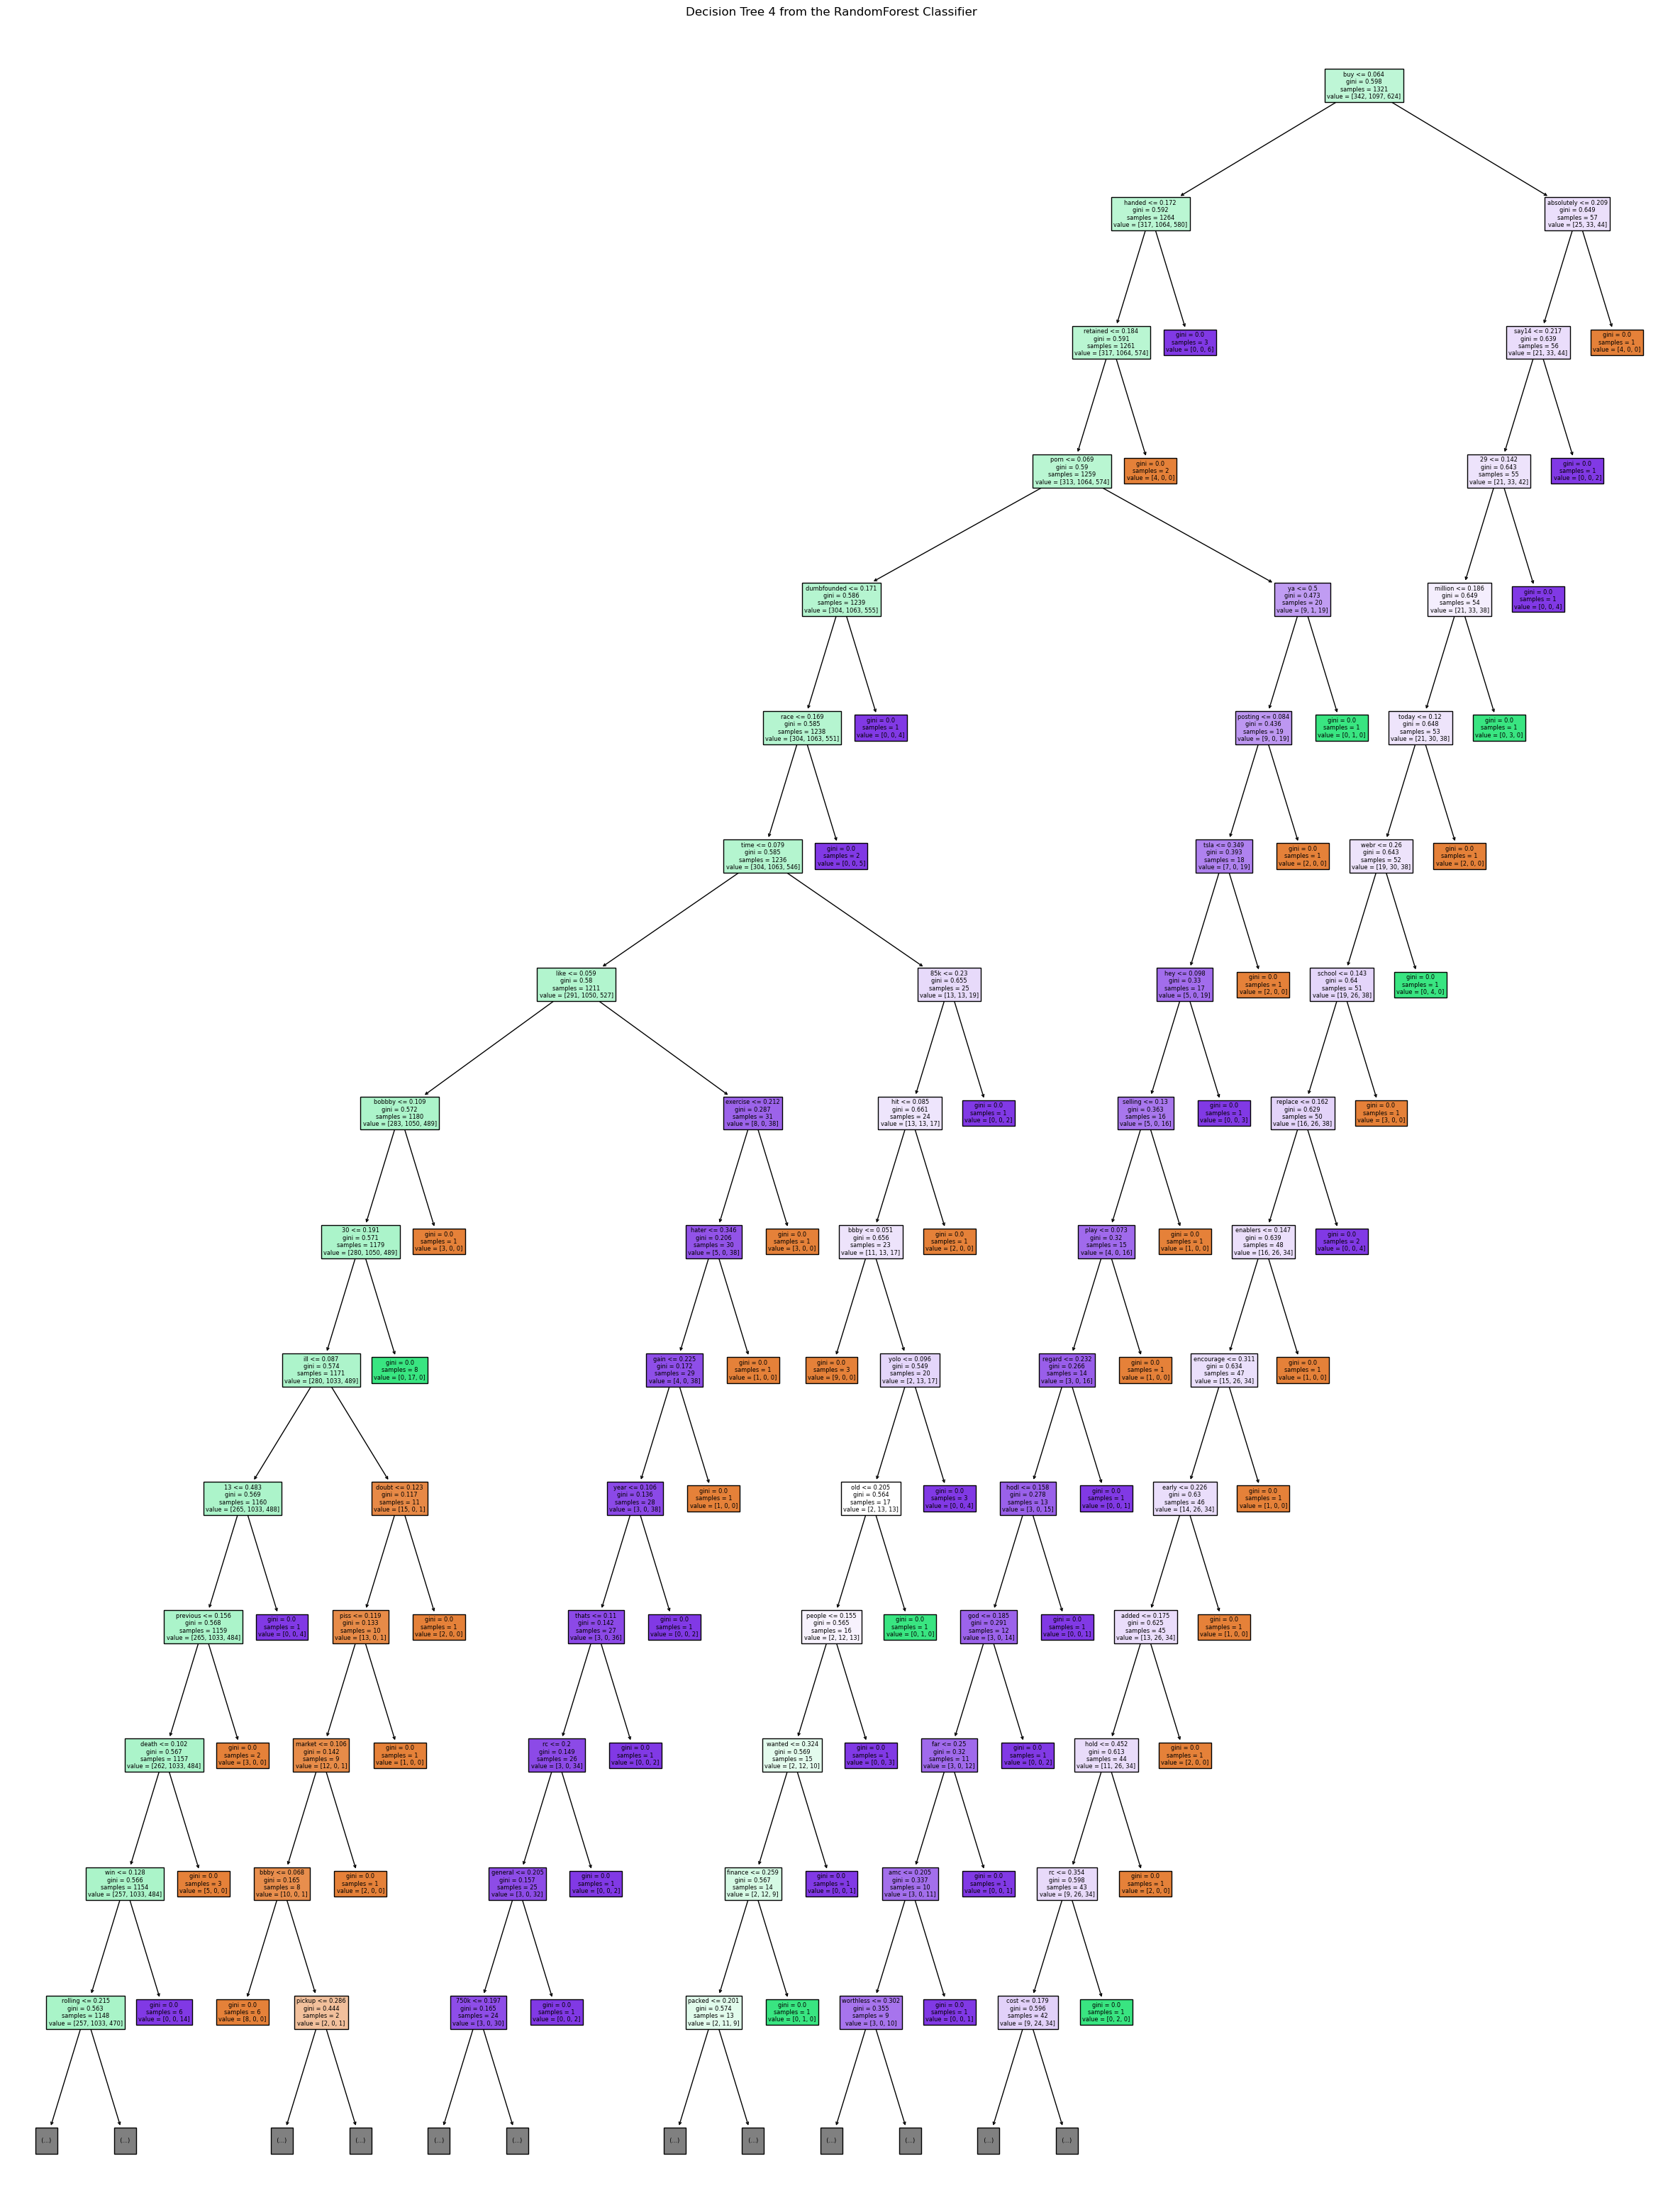 Decision Tree 4 from the RandomForest Classifier
buy <= 0.064
gini = 0.598
samples = 1321
value = [342, 1097, 624]
handed <= 0.172
gini = 0.592
samples = 1264
value = [317, 1064, 580]
absolutely <= 0.209
gini = 0.649
samples = 57
value = [25, 33, 44]
retained <= 0.184
gini = 0.591
samples = 1261
value = [317, 1064, 574]
gini = 0.0
samples = 3
value = [0, 0, 6]
say14 <= 0.217
gini = 0.639
samples = 56
value = [21, 33, 44]
gini = 0.0
samples = 1
value = [4, 0, 0]
porn <= 0.069
gini = 0.59
samples = 1259
value = [313, 1064, 574]
gini = 0.0
samples = 2
value = [4, 0, 0]
29 <= 0.142
gini = 0.643
samples = 55
value = [21, 33, 42]
gini = 0.0
samples = 1
value = [0, 0, 2]
dumbfounded <= 0.171
gini = 0.586
samples = 1239
value = [304, 1063, 555]
ya <= 0.5
gini = 0.473
samples = 20
value = [9, 1, 19]
million <= 0.186
gini = 0.649
samples = 54
value = [21, 33, 38]
gini = 0.0
samples = 1
value = [0, 0, 4]
race <= 0.169
gini = 0.585
samples = 1238
value = [304, 1063, 551]
gini = 0.0
samples = 1
value = [0, 0, 4]
posting <= 0.084
gini = 0.436
samples = 19
value = [9, 0, 19]
gini = 0.0
samples = 1
value = [0, 1, 0]
today <= 0.12
gini = 0.648
samples = 53
value = [21, 30, 38]
gini = 0.0
samples = 1
value = [0, 3, 0]
time <= 0.079
gini = 0.585
samples = 1236
value = [304, 1063, 546]
gini = 0.0
samples = 2
value = [0, 0, 5]
tsla <= 0.349
gini = 0.393
samples = 18
value = [7, 0, 19]
gini = 0.0
samples = 1
value = [2, 0, 0]
webr <= 0.26
gini = 0.643
samples = 52
value = [19, 30, 38]
gini = 0.0
samples = 1
value = [2, 0, 0]
like <= 0.059
gini = 0.58
samples = 1211
value = [291, 1050, 527]
85k <= 0.23
gini = 0.655
samples = 25
value = [13, 13, 19]
hey <= 0.098
gini = 0.33
samples = 17
value = [5, 0, 19]
gini = 0.0
samples = 1
value = [2, 0, 0]
school <= 0.143
gini = 0.64
samples = 51
value = [19, 26, 38]
gini = 0.0
samples = 1
value = [0, 4, 0]
bobbby <= 0.109
gini = 0.572
samples = 1180
value = [283, 1050, 489]
exercise <= 0.212
gini = 0.287
samples = 31
value = [8, 0, 38]
hit <= 0.085
gini = 0.661
samples = 24
value = [13, 13, 17]
gini = 0.0
samples = 1
value = [0, 0, 2]
selling <= 0.13
gini = 0.363
samples = 16
value = [5, 0, 16]
gini = 0.0
samples = 1
value = [0, 0, 3]
replace <= 0.162
gini = 0.629
samples = 50
value = [16, 26, 38]
gini = 0.0
samples = 1
value = [3, 0, 0]
30 <= 0.191
gini = 0.571
samples = 1179
value = [280, 1050, 489]
gini = 0.0
samples = 1
value = [3, 0, 0]
hater <= 0.346
gini = 0.206
samples = 30
value = [5, 0, 38]
gini = 0.0
samples = 1
value = [3, 0, 0]
bbby <= 0.051
gini = 0.656
samples = 23
value = [11, 13, 17]
gini = 0.0
samples = 1
value = [2, 0, 0]
play <= 0.073
gini = 0.32
samples = 15
value = [4, 0, 16]
gini = 0.0
samples = 1
value = [1, 0, 0]
enablers <= 0.147
gini = 0.639
samples = 48
value = [16, 26, 34]
gini = 0.0
samples = 2
value = [0, 0, 4]
ill <= 0.087
gini = 0.574
samples = 1171
value = [280, 1033, 489]
gini = 0.0
samples = 8
value = [0, 17, 0]
gain <= 0.225
gini = 0.172
samples = 29
value = [4, 0, 38]
gini = 0.0
samples = 1
value = [1, 0, 0]
gini = 0.0
samples = 3
value = [9, 0, 0]
yolo <= 0.096
gini = 0.549
samples = 20
value = [2, 13, 17]
regard <= 0.232
gini = 0.266
samples = 14
value = [3, 0, 16]
gini = 0.0
samples = 1
value = [1, 0, 0]
encourage <= 0.311
gini = 0.634
samples = 47
value = [15, 26, 34]
gini = 0.0
samples = 1
value = [1, 0, 0]
13 <= 0.483
gini = 0.569
samples = 1160
value = [265, 1033, 488]
doubt <= 0.123
gini = 0.117
samples = 11
value = [15, 0, 1]
year <= 0.106
gini = 0.136
samples = 28
value = [3, 0, 38]
gini = 0.0
samples = 1
value = [1, 0, 0]
old <= 0.205
gini = 0.564
samples = 17
value = [2, 13, 13]
gini = 0.0
samples = 3
value = [0, 0, 4]
hodl <= 0.158
gini = 0.278
samples = 13
value = [3, 0, 15]
gini = 0.0
samples = 1
value = [0, 0, 1]
early <= 0.226
gini = 0.63
samples = 46
value = [14, 26, 34]
gini = 0.0
samples = 1
value = [1, 0, 0]
previous <= 0.156
gini = 0.568
samples = 1159
value = [265, 1033, 484]
gini = 0.0
samples = 1
value = [0, 0, 4]
piss <= 0.119
gini = 0.133
samples = 10
value = [13, 0, 1]
gini = 0.0
samples = 1
value = [2, 0, 0]
thats <= 0.11
gini = 0.142
samples = 27
value = [3, 0, 36]
gini = 0.0
samples = 1
value = [0, 0, 2]
people <= 0.155
gini = 0.565
samples = 16
value = [2, 12, 13]
gini = 0.0
samples = 1
value = [0, 1, 0]
god <= 0.185
gini = 0.291
samples = 12
value = [3, 0, 14]
gini = 0.0
samples = 1
value = [0, 0, 1]
added <= 0.175
gini = 0.625
samples = 45
value = [13, 26, 34]
gini = 0.0
samples = 1
value = [1, 0, 0]
death <= 0.102
gini = 0.567
samples = 1157
value = [262, 1033, 484]
gini = 0.0
samples = 2
value = [3, 0, 0]
market <= 0.106
gini = 0.142
samples = 9
value = [12, 0, 1]
gini = 0.0
samples = 1
value = [1, 0, 0]
rc <= 0.2
gini = 0.149
samples = 26
value = [3, 0, 34]
gini = 0.0
samples = 1
value = [0, 0, 2]
wanted <= 0.324
gini = 0.569
samples = 15
value = [2, 12, 10]
gini = 0.0
samples = 1
value = [0, 0, 3]
far <= 0.25
gini = 0.32
samples = 11
value = [3, 0, 12]
gini = 0.0
samples = 1
value = [0, 0, 2]
hold <= 0.452
gini = 0.613
samples = 44
value = [11, 26, 34]
gini = 0.0
samples = 1
value = [2, 0, 0]
win <= 0.128
gini = 0.566
samples = 1154
value = [257, 1033, 484]
gini = 0.0
samples = 3
value = [5, 0, 0]
bbby <= 0.068
gini = 0.165
samples = 8
value = [10, 0, 1]
gini = 0.0
samples = 1
value = [2, 0, 0]
general <= 0.205
gini = 0.157
samples = 25
value = [3, 0, 32]
gini = 0.0
samples = 1
value = [0, 0, 2]
finance <= 0.259
gini = 0.567
samples = 14
value = [2, 12, 9]
gini = 0.0
samples = 1
value = [0, 0, 1]
amc <= 0.205
gini = 0.337
samples = 10
value = [3, 0, 11]
gini = 0.0
samples = 1
value = [0, 0, 1]
rc <= 0.354
gini = 0.598
samples = 43
value = [9, 26, 34]
gini = 0.0
samples = 1
value = [2, 0, 0]
rolling <= 0.215
gini = 0.563
samples = 1148
value = [257, 1033, 470]
gini = 0.0
samples = 6
value = [0, 0, 14]
gini = 0.0
samples = 6
value = [8, 0, 0]
pickup <= 0.286
gini = 0.444
samples = 2
value = [2, 0, 1]
750k <= 0.197
gini = 0.165
samples = 24
value = [3, 0, 30]
gini = 0.0
samples = 1
value = [0, 0, 2]
packed <= 0.201
gini = 0.574
samples = 13
value = [2, 11, 9]
gini = 0.0
samples = 1
value = [0, 1, 0]
worthless <= 0.302
gini = 0.355
samples = 9
value = [3, 0, 10]
gini = 0.0
samples = 1
value = [0, 0, 1]
cost <= 0.179
gini = 0.596
samples = 42
value = [9, 24, 34]
gini = 0.0
samples = 1
value = [0, 2, 0]
(...)
(...)
(...)
(...)
(...)
(...)
(...)
(...)
(...)
(...)
(...)
(...)